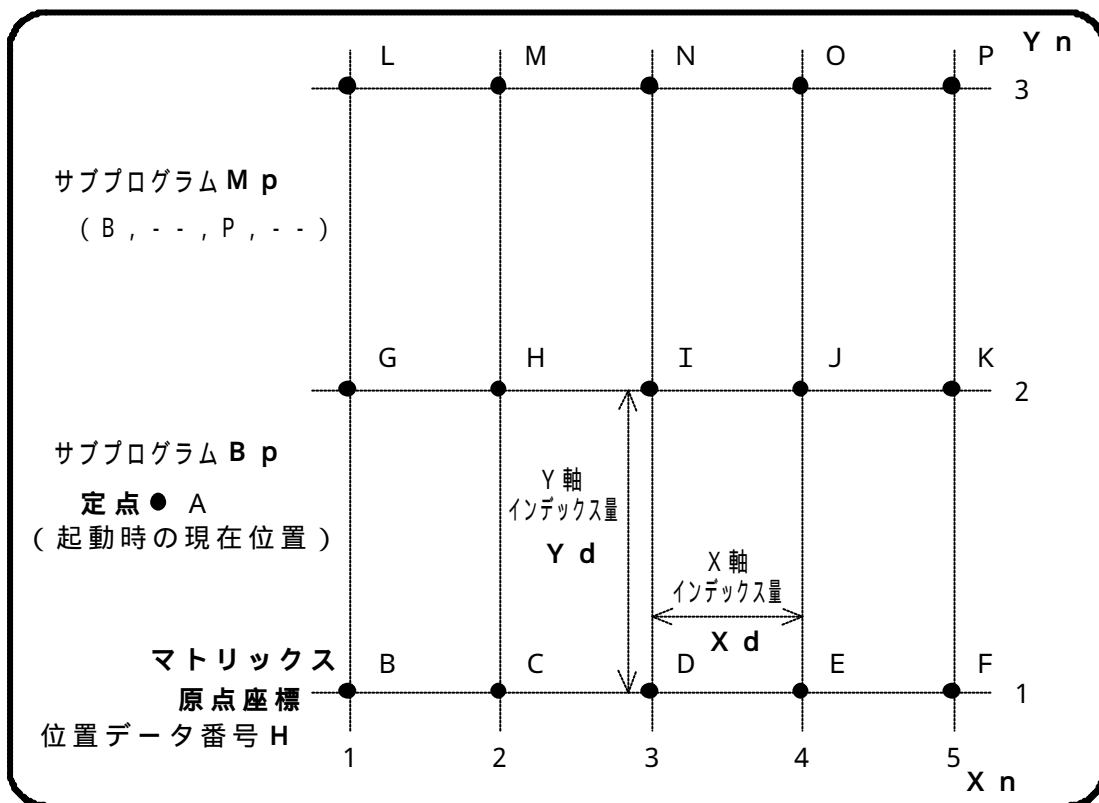 L M N O P Y n
3
サブプログラム M p
( B , - - , P , - - )
G H I J K
2
サブプログラム B p
定点 ● A
( 起動時の現在位置 )
Y 軸
インデックス量
Y d
X 軸
インデックス量
X d
マトリックス
原点座標
位置データ番号 H
B C D E F
1
1 2 3 4 5
X n